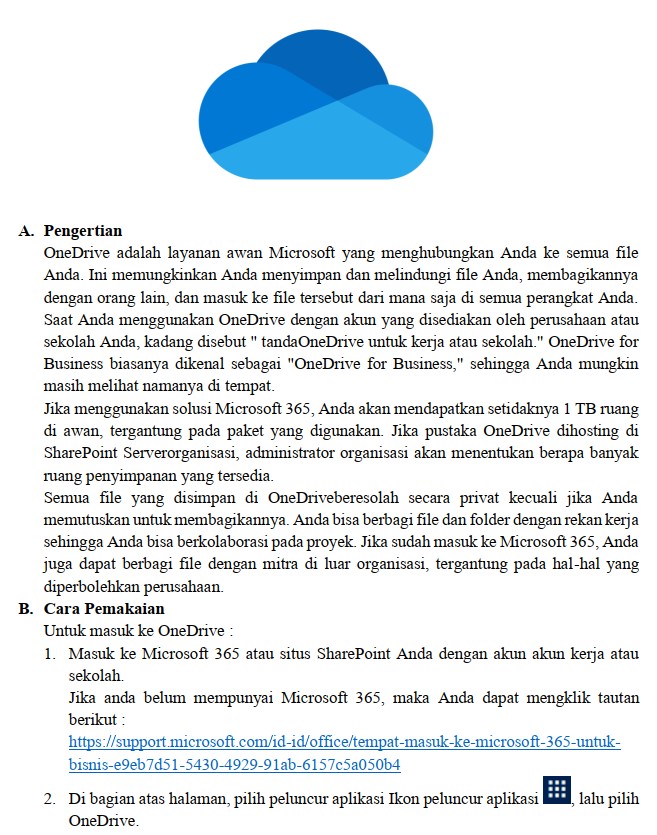 A. Pengertian
OneDrive adalah layanan awan Microsoft yang menghubungkan Anda ke semua file
Anda. Ini memungkinkan Anda menyimpan dan melindungi file Anda, membagikannya
dengan orang lain, dan masuk ke file tersebut dari mana saja di semua perangkat Anda.
Saat Anda menggunakan OneDrive dengan akun yang disediakan oleh perusahaan atau
sekolah Anda, kadang disebut " tandaOneDrive untuk kerja atau sekolah." OneDrive for
Business biasanya dikenal sebagai "OneDrive for Business," sehingga Anda mungkin
masih melihat namanya di tempat.
Jika menggunakan solusi Microsoft 365, Anda akan mendapatkan setidaknya 1 TB ruang
di awan, tergantung pada paket yang digunakan. Jika pustaka OneDrive dihosting di
SharePoint Serverorganisasi, administrator organisasi akan menentukan berapa banyak
ruang penyimpanan yang tersedia.
Semua file yang disimpan di OneDriveberesolah secara privat kecuali jika Anda
memutuskan untuk membagikannya. Anda bisa berbagi file dan folder dengan rekan kerja
sehingga Anda bisa berkolaborasi pada proyek. Jika sudah masuk ke Microsoft 365, Anda
juga dapat berbagi file dengan mitra di luar organisasi, tergantung pada hal-hal yang
diperbolehkan perusahaan.
B. Cara Pemakaian
Untuk masuk ke OneDrive :
1. Masuk ke Microsoft 365 atau situs SharePoint Anda dengan akun akun kerja atau
sekolah.
Jika anda belum mempunyai Microsoft 365, maka Anda dapat mengklik tautan
berikut :
https://support.microsoft.com/id-id/office/tempat-masuk-ke-microsoft-365-untuk-
bisnis-e9eb7d51-5430-4929-91ab-6157c5a050b4
2. Di bagian atas halaman, pilih peluncur aplikasi Ikon peluncur aplikasi , lalu pilih
OneDrive.